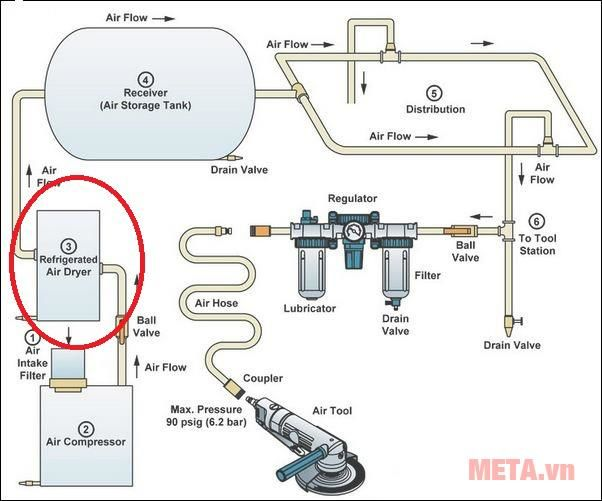 Air Flow
4
Receiver
(Air Storage Tank)
Drain Valve
Air Flow
5
Distribution
Air Flow
Air
Flow
Air
Flow
3
Refrigerated
Air Dryer
Regulator
Ball
Valve
6
To Tool
Station
Air Hose
Lubricator
Filter
Drain
Valve
Drain Valve
Ball
Valve
1
Air
Intake
Filter
Air Flow
2
Air Compressor
Coupler
Max. Pressure
90 psig (6.2 bar)
Air Tool
META.vn